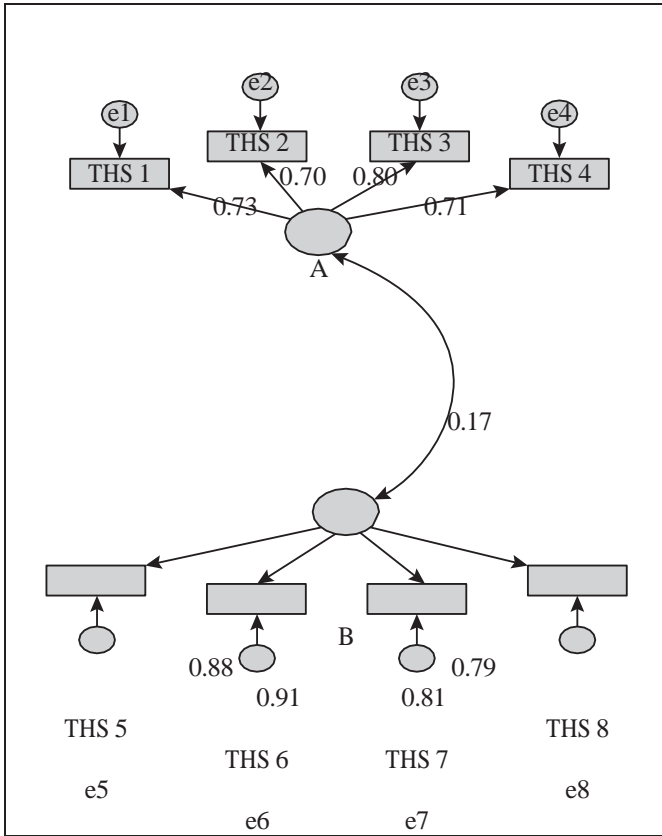 e1
e2
e3
e4
THS 1
THS 2
THS 3
THS 4
0.73
0.70
0.80
0.71
A
0.17
B
0.88
0.91
0.81
0.79
THS 5
THS 6
THS 7
THS 8
e5
e6
e7
e8